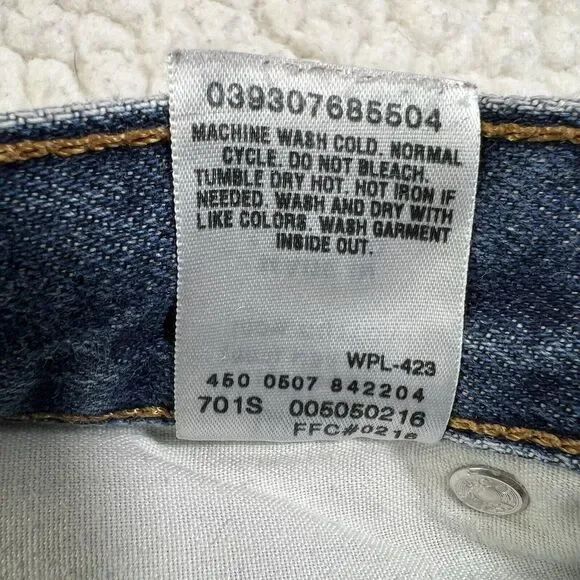 039307685504
MACHINE WASH COLD. NORMAL
CYCLE. DO NOT BLEACH.
TUMBLE DRY HOT. HOT IRON IF
NEEDED. WASH AND DRY WITH
LIKE COLORS. WASH GARMENT
INSIDE OUT.
WPL-423
450 0507 842204
701S 005050216
FFC#0216